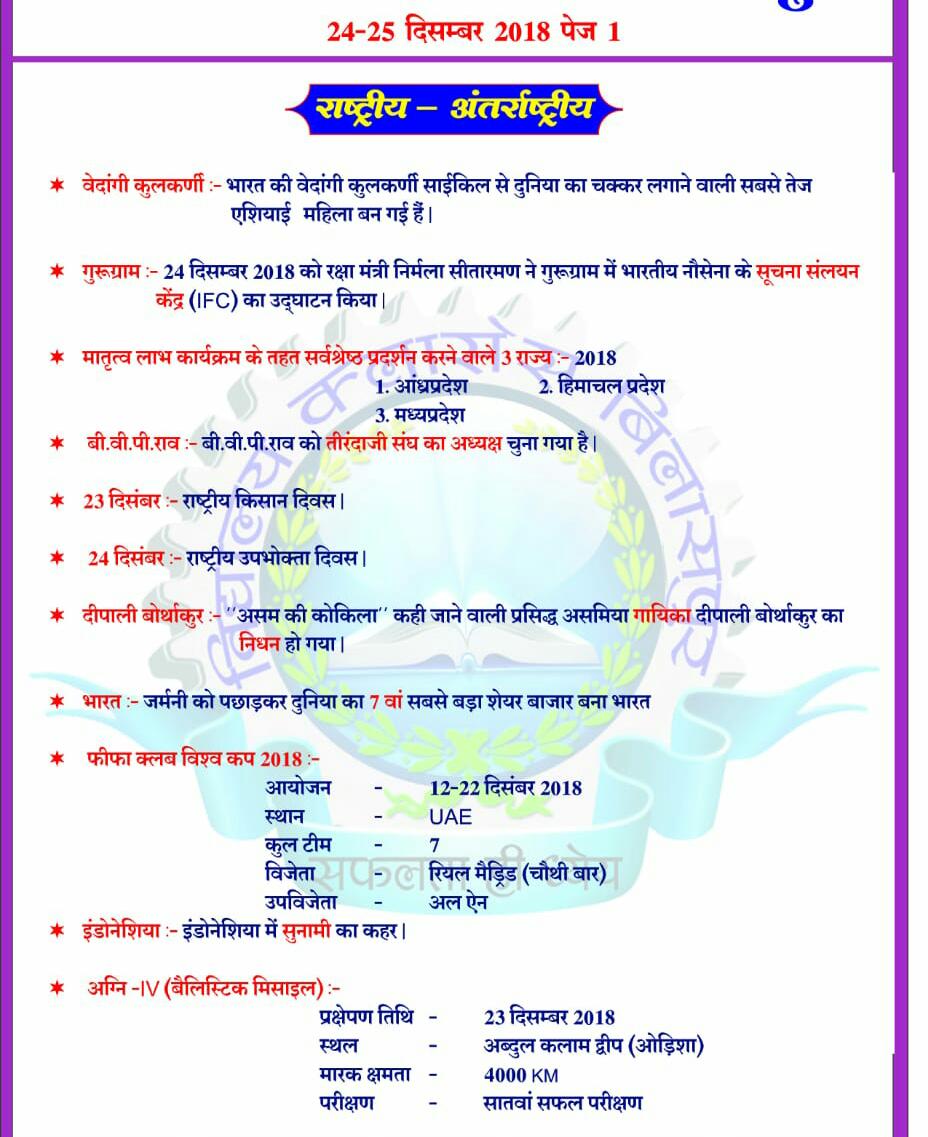 24-25 दिसम्बर 2018 पेज 1
राष्ट्रीय – अंतर्राष्ट्रीय
✶ वेदांगी कुलकर्णी :- भारत की वेदांगी कुलकर्णी साईकिल से दुनिया का चक्कर लगाने वाली सबसे तेज
एशियाई महिला बन गई हैं|
✶ गुरूग्राम :- 24 दिसम्बर 2018 को रक्षा मंत्री निर्मला सीतारमण ने गुरूग्राम में भारतीय नौसेना के सूचना संलयन
केंद्र (IFC) का उद्घाटन किया|
✶ मातृत्व लाभ कार्यक्रम के तहत सर्वश्रेष्ठ प्रदर्शन करने वाले 3 राज्य :- 2018
1. आंध्रप्रदेश 2. हिमाचल प्रदेश
3. मध्यप्रदेश
✶ बी.वी.पी.राव :- बी.वी.पी.राव को तीरंदाजी संघ का अध्यक्ष चुना गया है|
✶ 23 दिसंबर :- राष्ट्रीय किसान दिवस|
✶ 24 दिसंबर :- राष्ट्रीय उपभोक्ता दिवस|
✶ दीपाली बोर्थाकुर :- ''असम की कोकिला'' कही जाने वाली प्रसिद्ध असमिया गायिका दीपाली बोर्थाकुर का
निधन हो गया|
✶ भारत :- जर्मनी को पछाड़कर दुनिया का 7 वां सबसे बड़ा शेयर बाजार बना भारत
✶ फीफा क्लब विश्व कप 2018 :-
आयोजन - 12-22 दिसंबर 2018
स्थान - UAE
कुल टीम - 7
विजेता - रियल मैड्रिड (चौथी बार)
उपविजेता - अल ऐन
✶ इंडोनेशिया :- इंडोनेशिया में सुनामी का कहर|
✶ अग्नि -IV (बैलिस्टिक मिसाइल) :-
प्रक्षेपण तिथि - 23 दिसम्बर 2018
स्थल - अब्दुल कलाम द्वीप (ओड़िशा)
मारक क्षमता - 4000 KM
परीक्षण - सातवां सफल परीक्षण
सफलता ही ध्येय